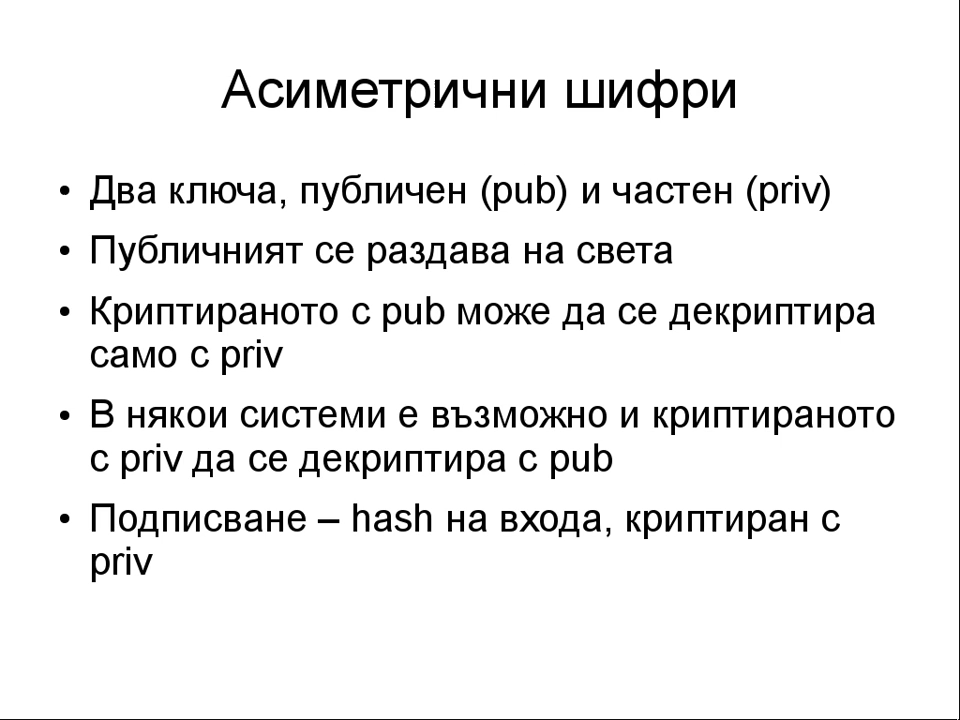 Асиметрични шифри
• Два ключа, публичен (pub) и частен (priv)
• Публичният се раздава на света
• Криптираното с pub може да се декриптира
само с priv
• В някои системи е възможно и криптираното
с priv да се декриптира с pub
• Подписване – hash на входа, криптиран с
priv